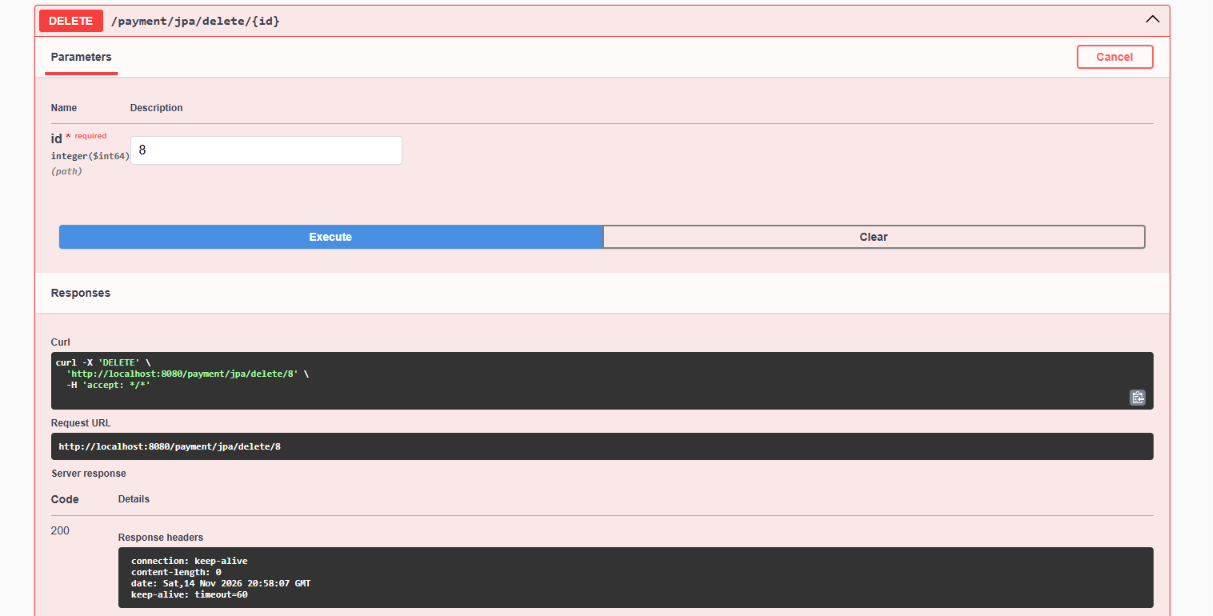 DELETE /payment/jpa/delete/{id}
Parameters
Cancel
Name Description
id * required
integer($int64)
(path)
8
Execute Clear
Responses
Curl
curl -X 'DELETE' \
'http://localhost:8080/payment/jpa/delete/8' \
-H 'accept: */*'
Request URL
http://localhost:8080/payment/jpa/delete/8
Server response
Code Details
200
Response headers
connection: keep-alive
content-length: 0
date: Sat,14 Nov 2026 20:58:07 GMT
keep-alive: timeout=60